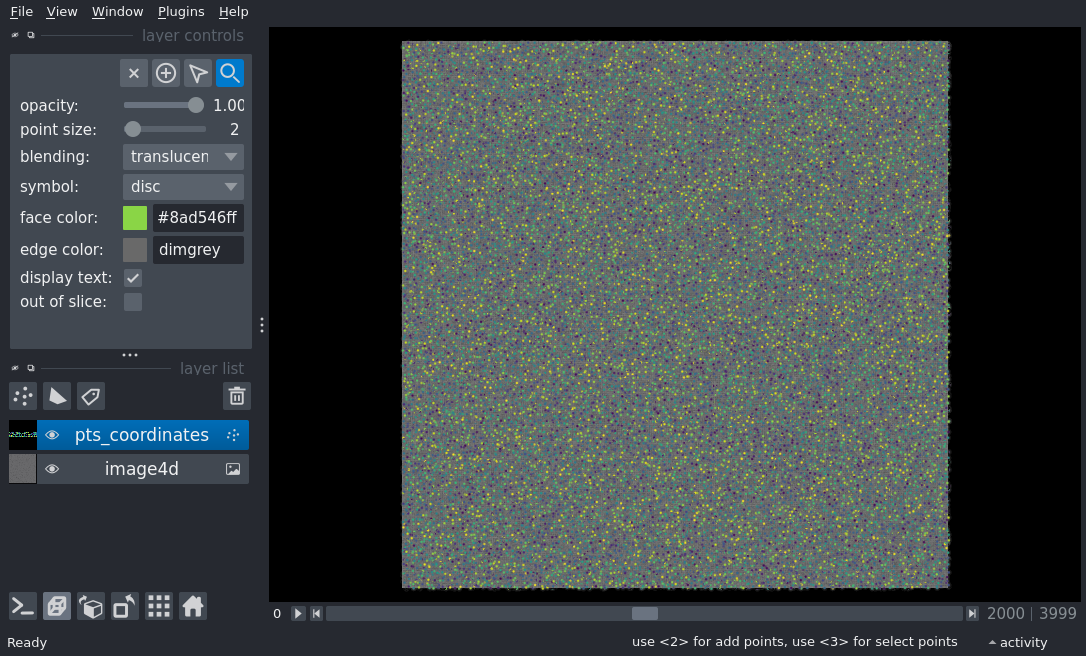 File View Window Plugins Help
layer controls
opacity: 1.00
point size: 2
blending: translucen
symbol: disc
face color: #8ad546ff
edge color: dimgrey
display text:
out of slice:
layer list
pts_coordinates
image4d
0 2000 3999
Ready use <2> for add points, use <3> for select points activity